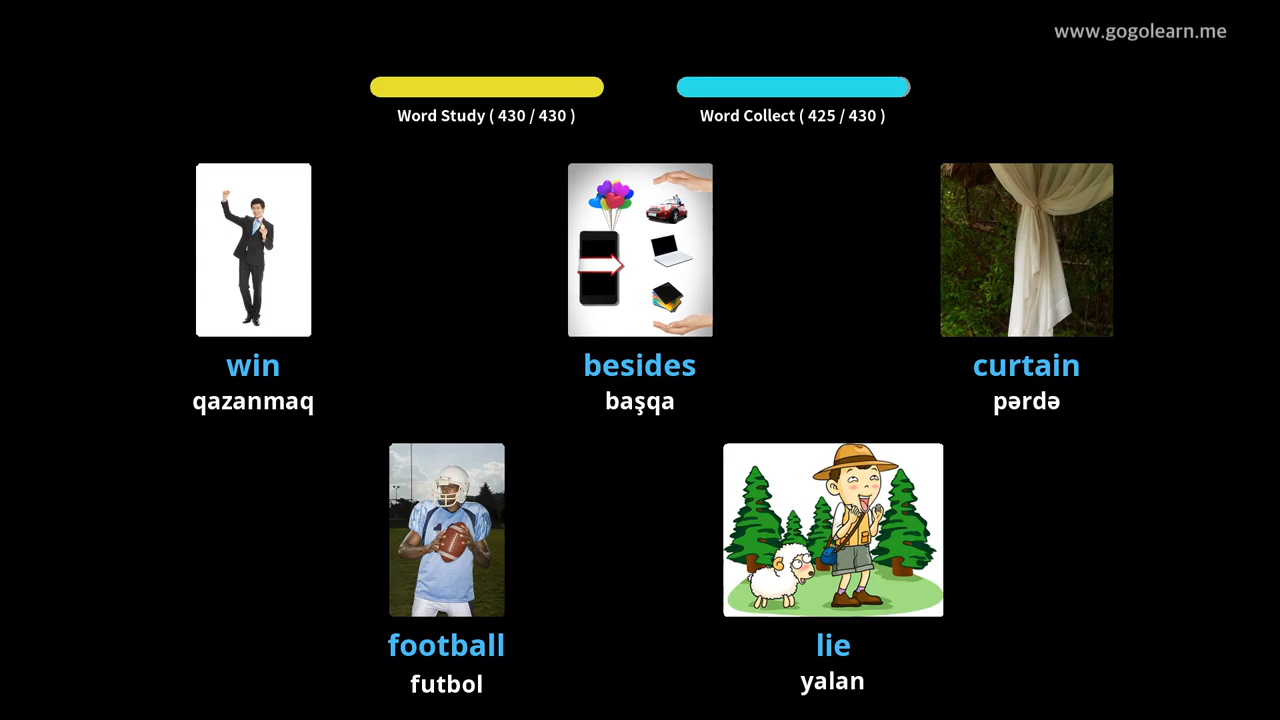 www.gogolearn.me
Word Study ( 430 / 430 )
Word Collect ( 425 / 430 )
win
qazanmaq
besides
başqa
curtain
pərdə
football
futbol
lie
yalan